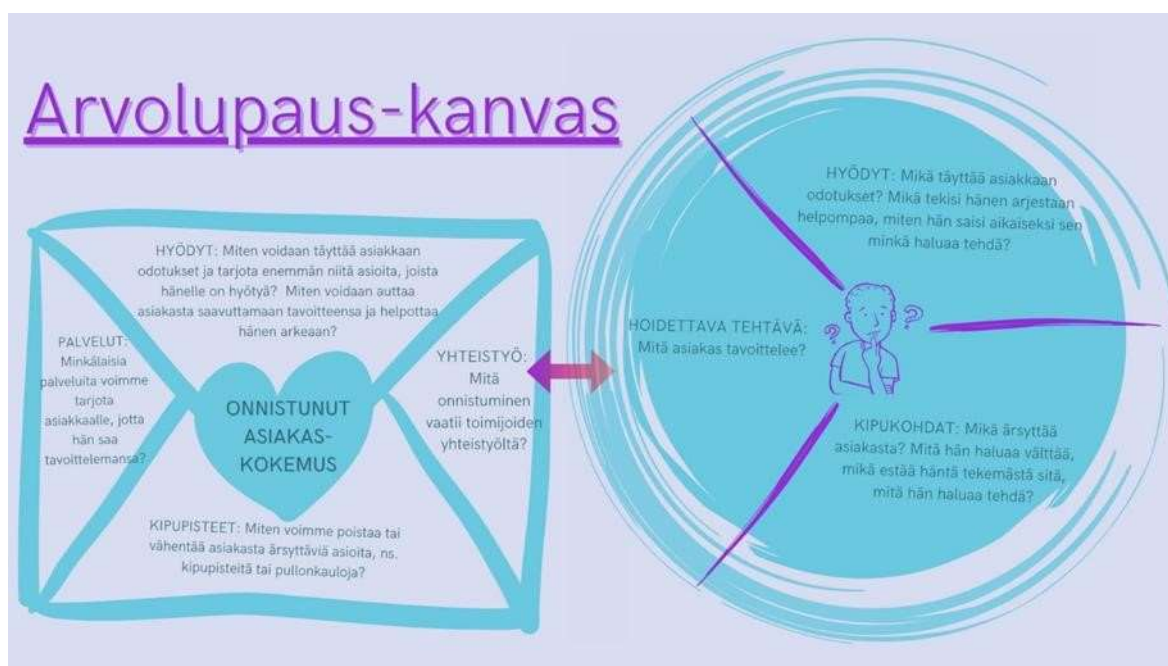 Arvolupaus-kanvas
HYÖDYT: Miten voidaan täyttää asiakkaan
odotukset ja tarjota enemmän niitä asioita, joista
hänelle on hyötyä? Miten voidaan auttaa
asiakasta saavuttamaan tavoitteensa ja helpottaa
hänen arkeaan?
PALVELUT:
Minkälaisia
palveluita voimme
tarjota
asiakkaalle, jotta
hän saa
tavoittelemansa?
ONNISTUNUT
ASIAKAS-
KOKEMUS
YHTEISTYÖ:
Mitä
onnistuminen
vaatii toimijoiden
yhteistyöltä?
KIPUPISTEET: Miten voimme poistaa tai
vähentää asiakasta ärsyttäviä asioita, ns.
kipupisteitä tai pullonkauloja?
HYÖDYT: Mikä täyttää asiakkaan
odotukset? Mikä tekisi hänen arjestaan
helpompaa, miten hän saisi aikaiseksi sen
minkä haluaa tehdä?
HOIDETTAVA TEHTÄVÄ:
Mitä asiakas tavoittelee?
? ?
KIPUKOHDAT: Mikä ärsyttää
asiakasta? Mitä hän haluaa välttää,
mikä estää häntä tekemästä sitä,
mitä hän haluaa tehdä?